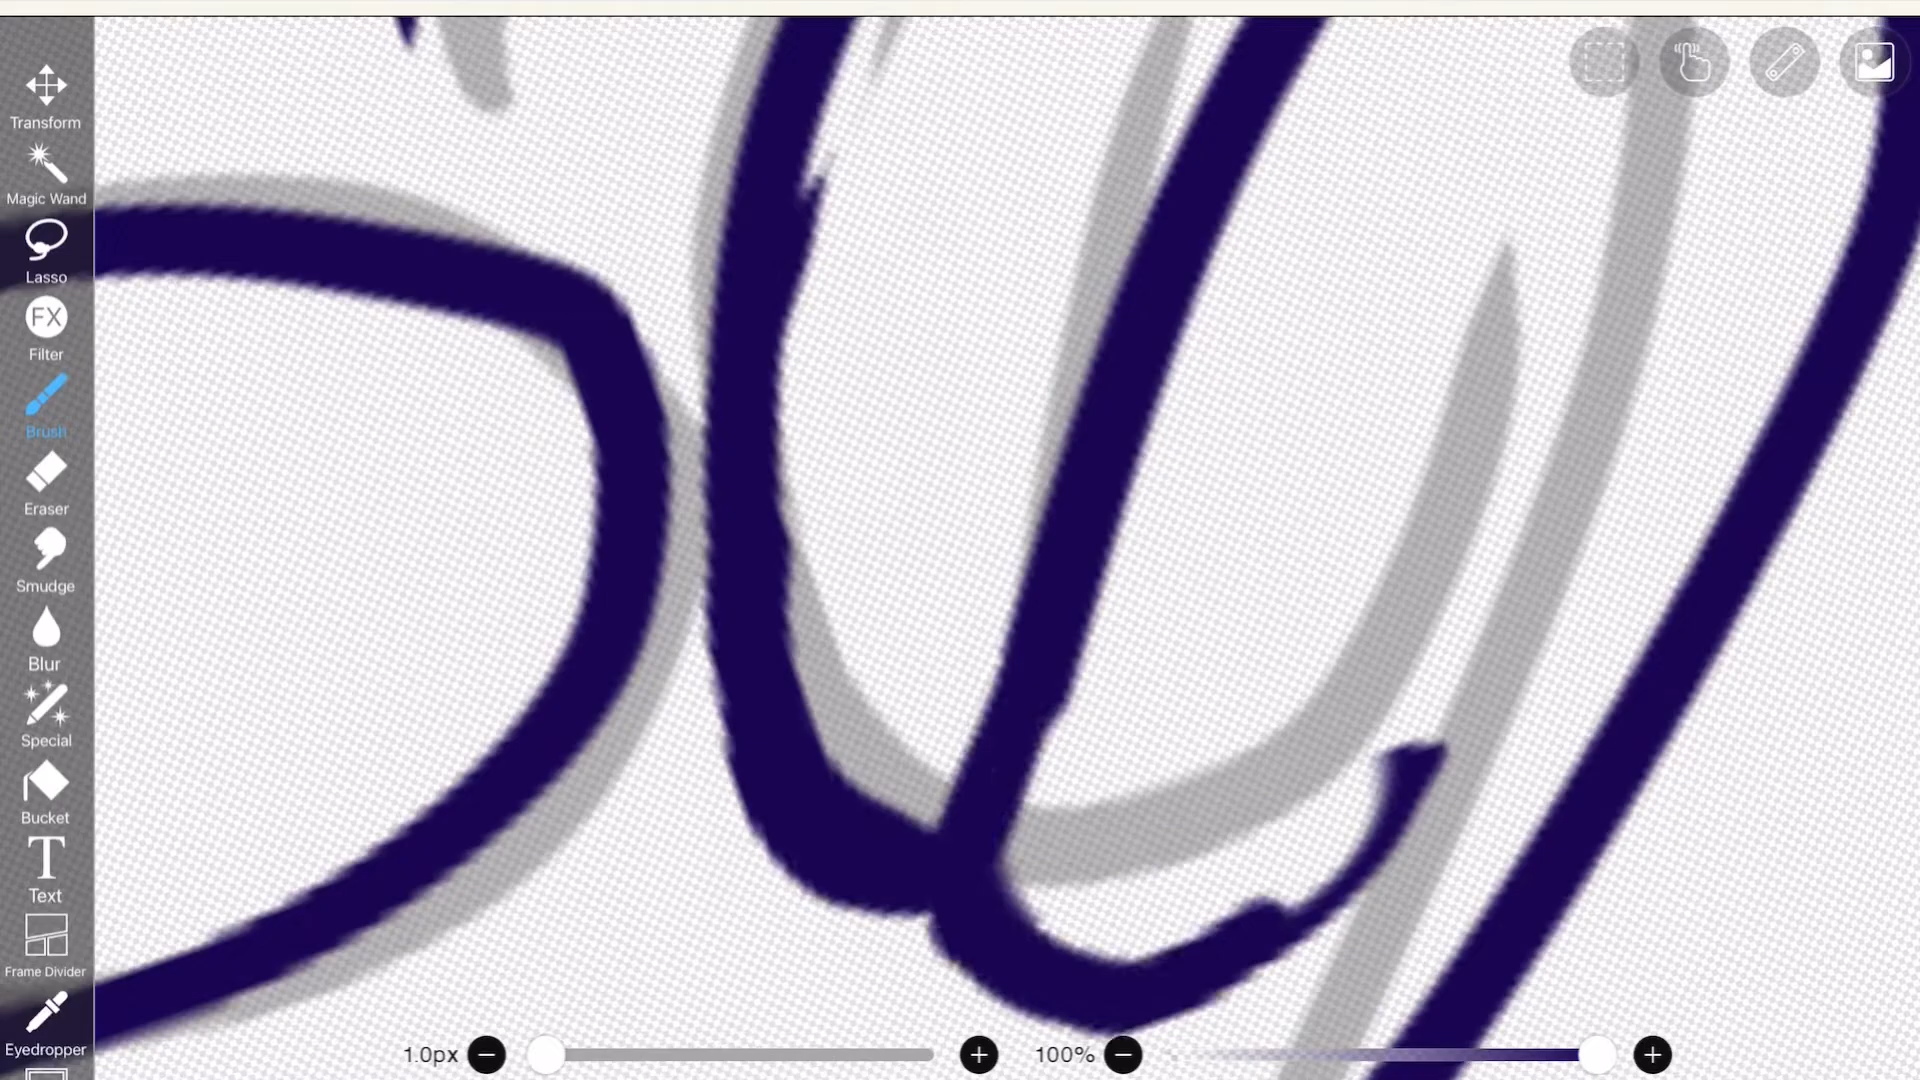 Transform
Magic Wand
Lasso
FX
Filter
Brush
Eraser
Smudge
Blur
Special
Bucket
T
Text
Frame Divider
Eyedropper
1.0px
100%